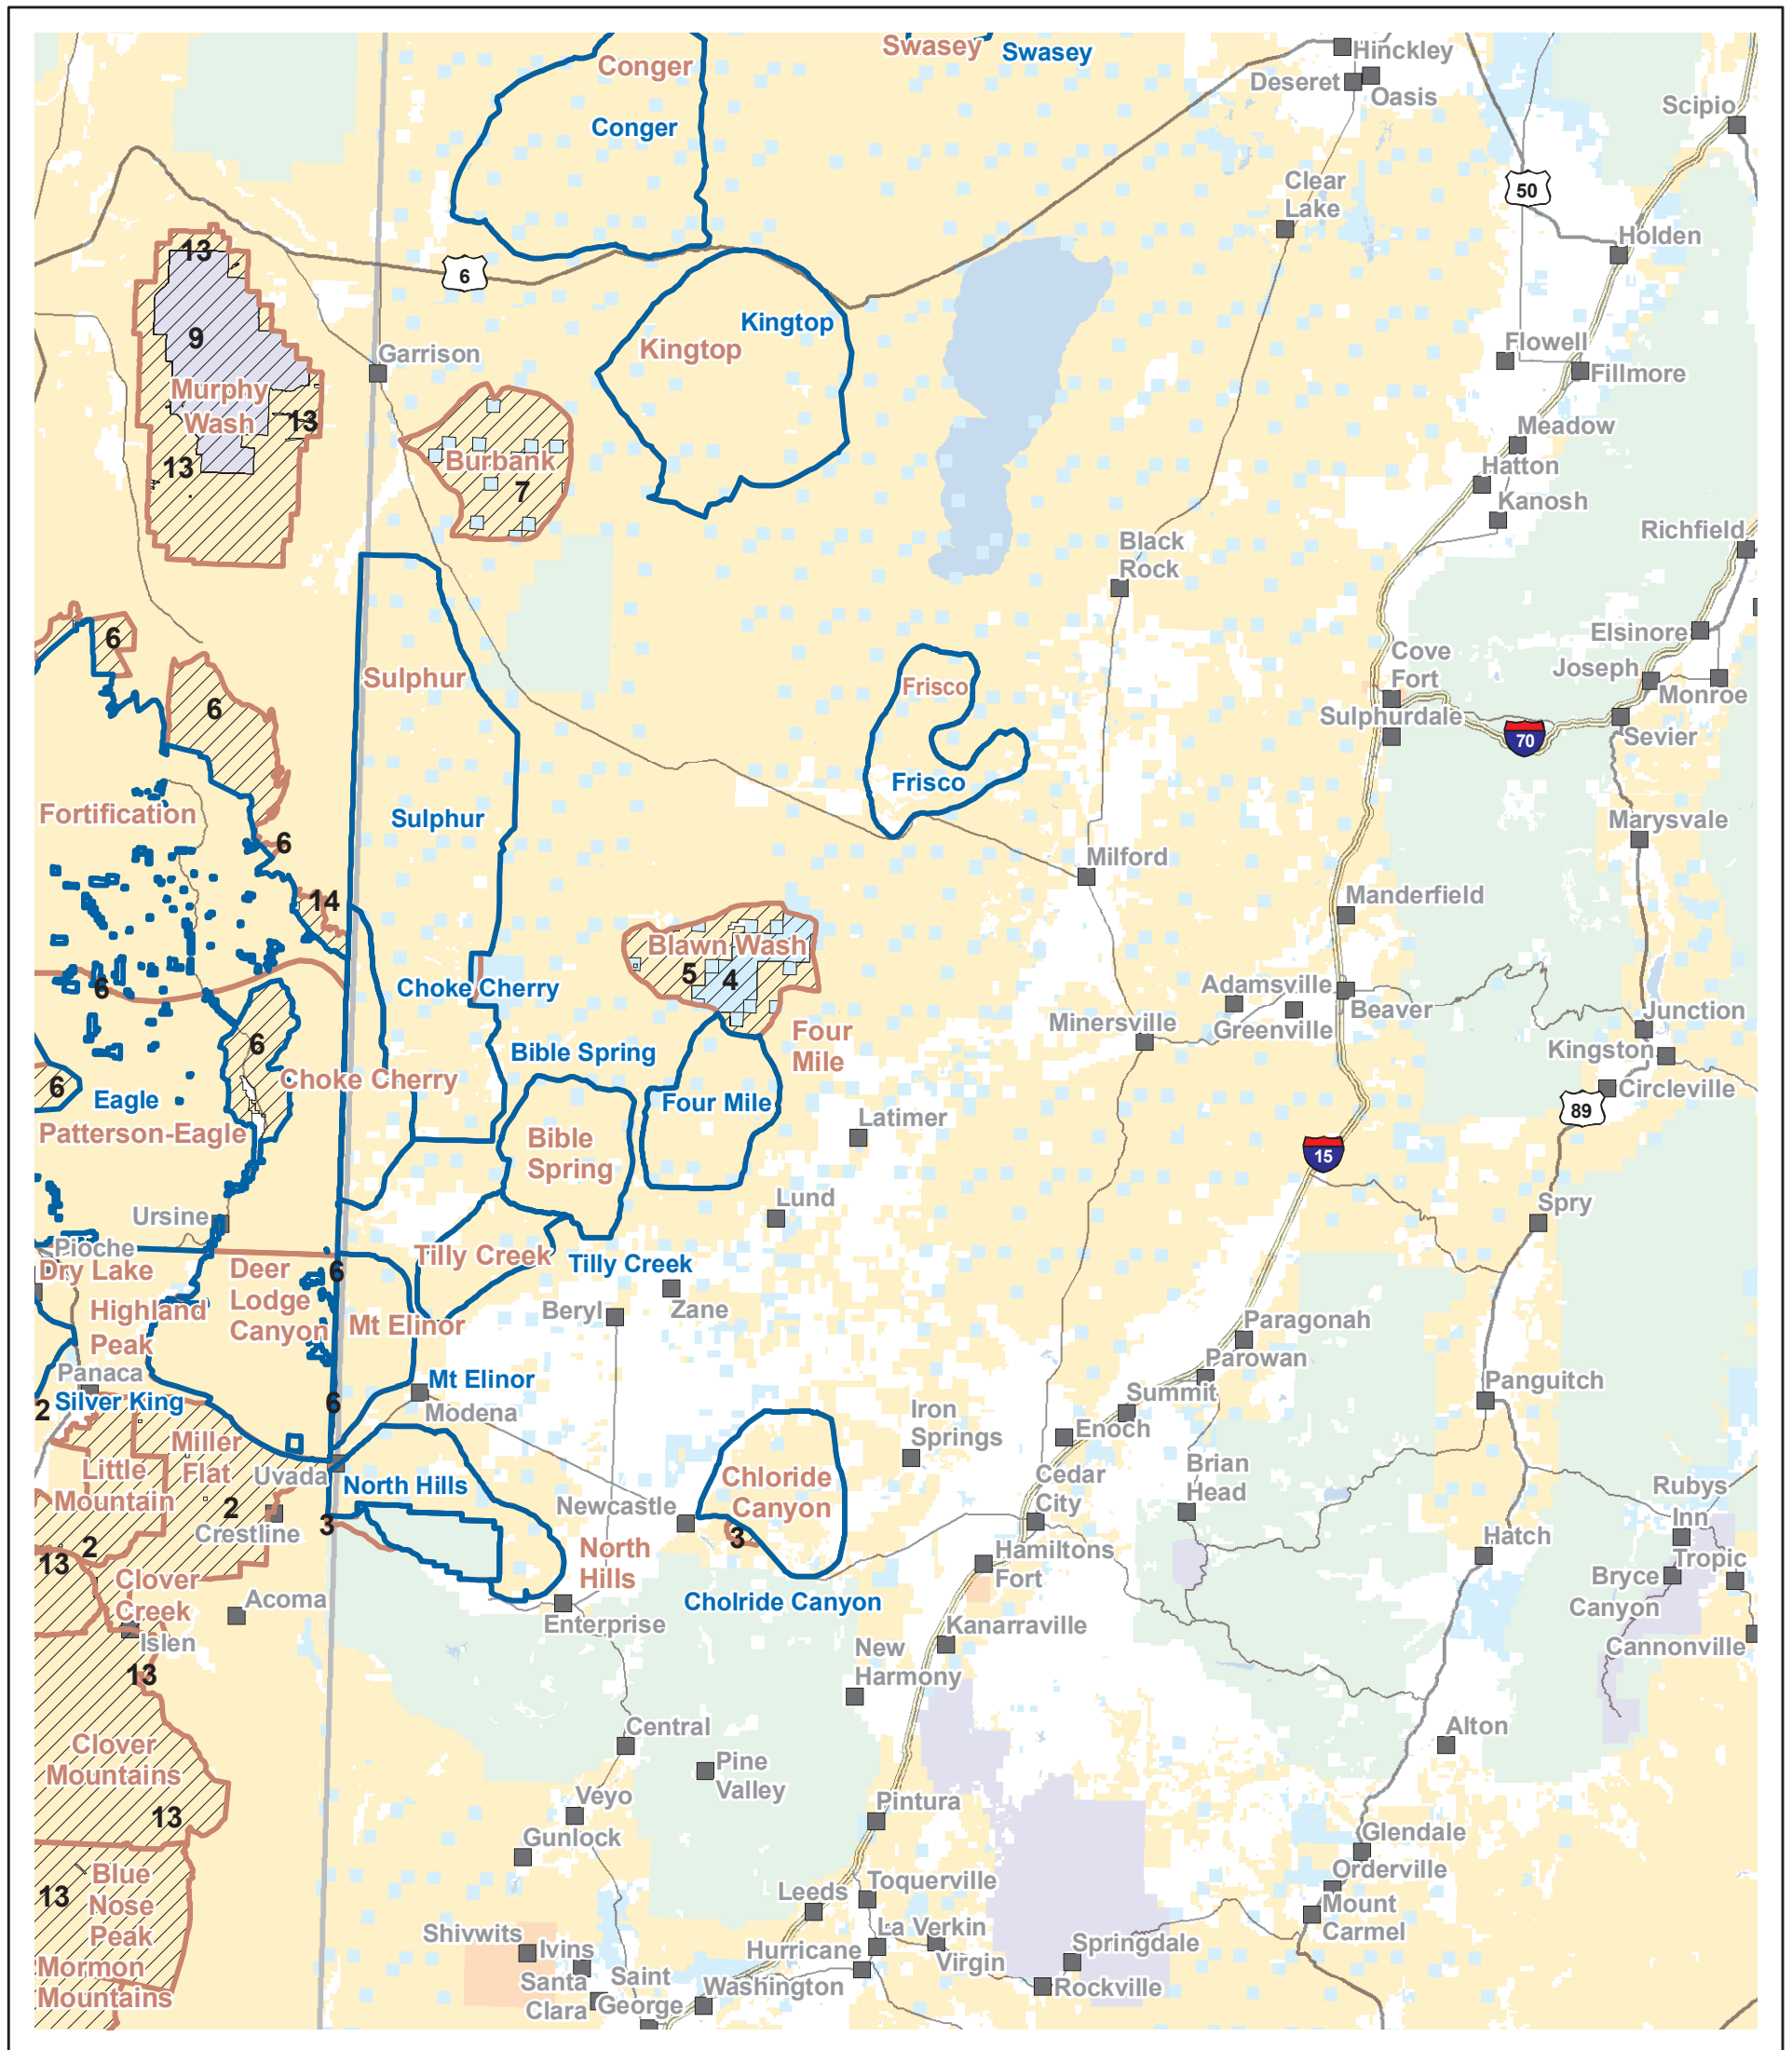 Swasey
Swasey
Hinckley
Conger
Deseret
Oasis
Scipio
Conger
Clear
Lake
50
Holden
13
6
Kingtop
9
Kingtop
Flowell
Garrison
Fillmore
Murphy
Wash
13
Meadow
Burbank
13
7
Hatton
Kanosh
Richfield
Black
Rock
6
Elsinore
Cove
Fort
Joseph
Sulphur
Frisco
Monroe
6
Sulphurdale
70
Sevier
Frisco
Fortification
Sulphur
Marysvale
6
Milford
14
Manderfield
Blawn Wash
5
4
6
Choke Cherry
Adamsville
Beaver
Greenville
Junction
Minersville
Four
Mile
6
Bible Spring
Kingston
Choke Cherry
6
Eagle
Four Mile
Circleville
89
Latimer
Patterson-Eagle
Bible
Spring
15
Lund
Spry
Ursine
Pioche
Tilly Creek
Tilly Creek
Dry Lake
Deer
Lodge
Canyon
6
Zane
Beryl
Highland
Peak
Mt Elinor
Paragonah
Parowan
Panaca
Mt Elinor
Panguitch
Silver King
6
2
Modena
Summit
Iron
Springs
Enoch
Miller
Flat
Little
Mountain
Uvada
North Hills
Chloride
Canyon
Cedar
City
Brian
Head
Rubys
Inn
2
Newcastle
Crestline
3
3
Hatch
2
13
North
Hills
Hamiltons
Fort
Tropic
Bryce
Canyon
Clover
Creek
Acoma
Cholride Canyon
Enterprise
Kanarraville
Islen
New
Harmony
Cannonville
13
Central
Alton
Clover
Mountains
Pine
Valley
13
Veyo
Pintura
Gunlock
Glendale
Blue
Nose
Peak
13
Orderville
Leeds
Toquerville
Mount
Carmel
La Verkin
Shivwits
Ivins
Hurricane
Virgin
Springdale
Mormon
Mountains
Santa
Clara
Saint
George
Washington
Rockville